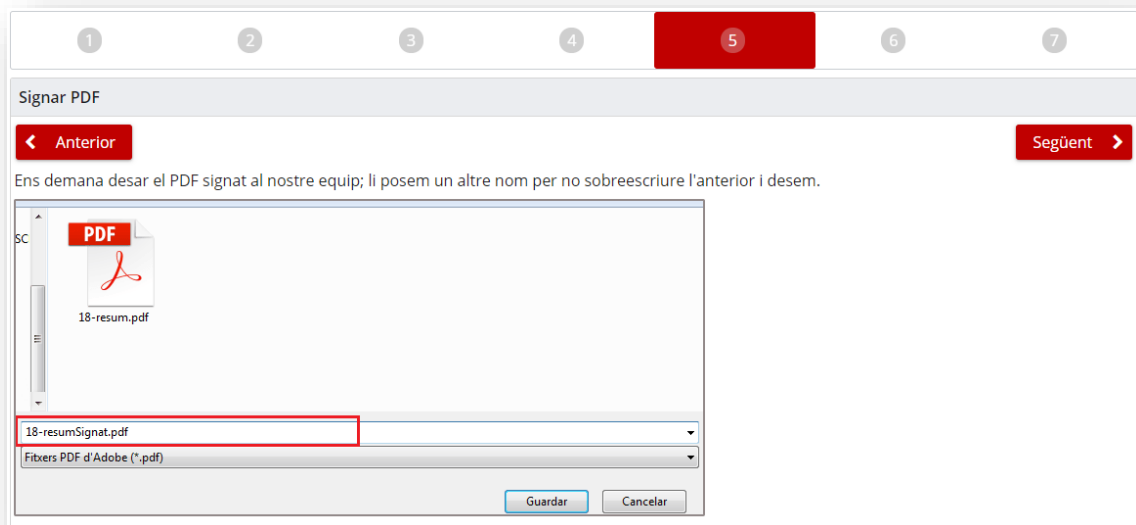 1 2 3 4 5 6 7
Signar PDF
Anterior Següent
Ens demana desar el PDF signat al nostre equip; li posem un altre nom per no sobreescriure l'anterior i desem.
SC
PDF
18-resum.pdf
18-resumSignat.pdf
Fitxers PDF d'Adobe (*.pdf)
Guardar Cancelar